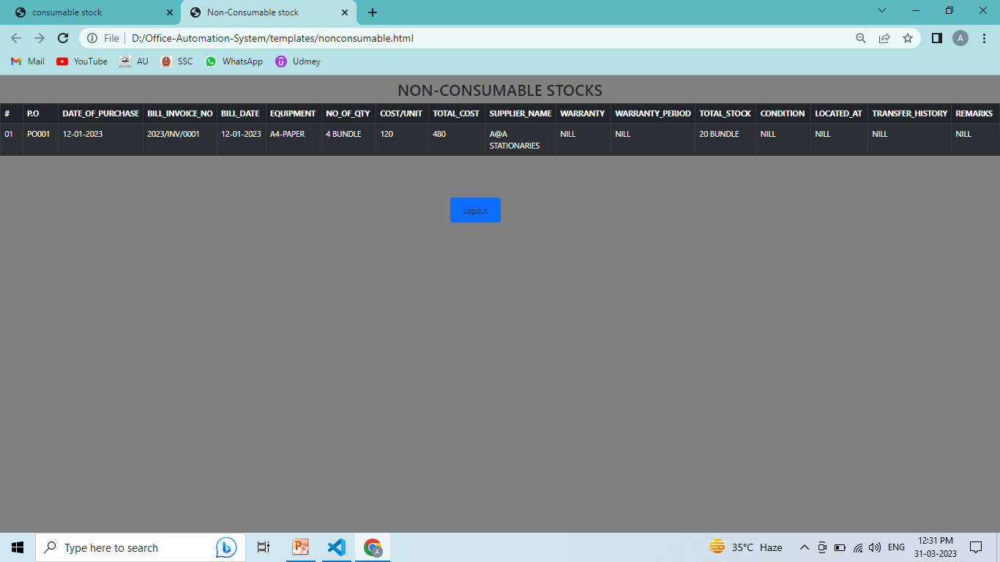 consumable stock
Non-Consumable stock
File
D:/Office-Automation-System/templates/nonconsumable.html
A
Mail
YouTube
AU
SSC
WhatsApp
Udmey
NON-CONSUMABLE STOCKS
# P.O DATE_OF_PURCHASE BILL_INVOICE_NO BILL_DATE EQUIPMENT NO_OF_QTY COST/UNIT TOTAL_COST SUPPLIER_NAME WARRANTY WARRANTY_PERIOD TOTAL_STOCK CONDITION LOCATED_AT TRANSFER_HISTORY REMARKS
01 PO001 12-01-2023 2023/INV/0001 12-01-2023 A4-PAPER 4 BUNDLE 120 480 A@A NILL NILL 20 BUNDLE NILL NILL NILL NILL
STATIONARIES
Logout
Type here to search
35°C Haze
ENG
12:31 PM
31-03-2023